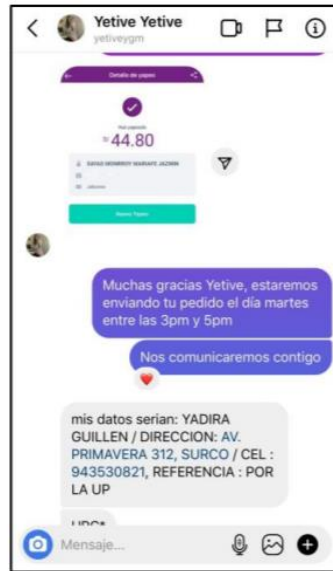 Yetive Yetive
yetiveygm
Detalle de yapeo
S/ 44.80
Muchas gracias Yetive, estaremos
enviando tu pedido el día martes
entre las 3pm y 5pm
Nos comunicaremos contigo
mis datos serian: YADIRA
GUILLEN / DIRECCION: AV.
PRIMAVERA 312, SURCO / CEL :
943530821, REFERENCIA : POR
LA UP
UPC*
Mensaje...